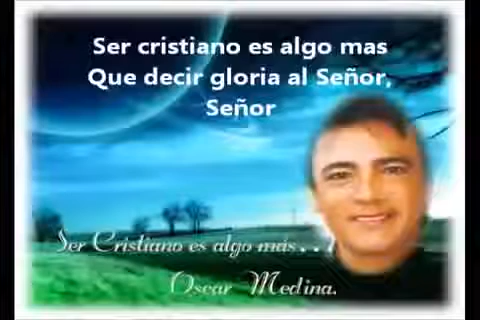 Ser cristiano es algo mas
Que decir gloria al Señor,
Señor
Ser Cristiano es algo más...
Oscar Medina.